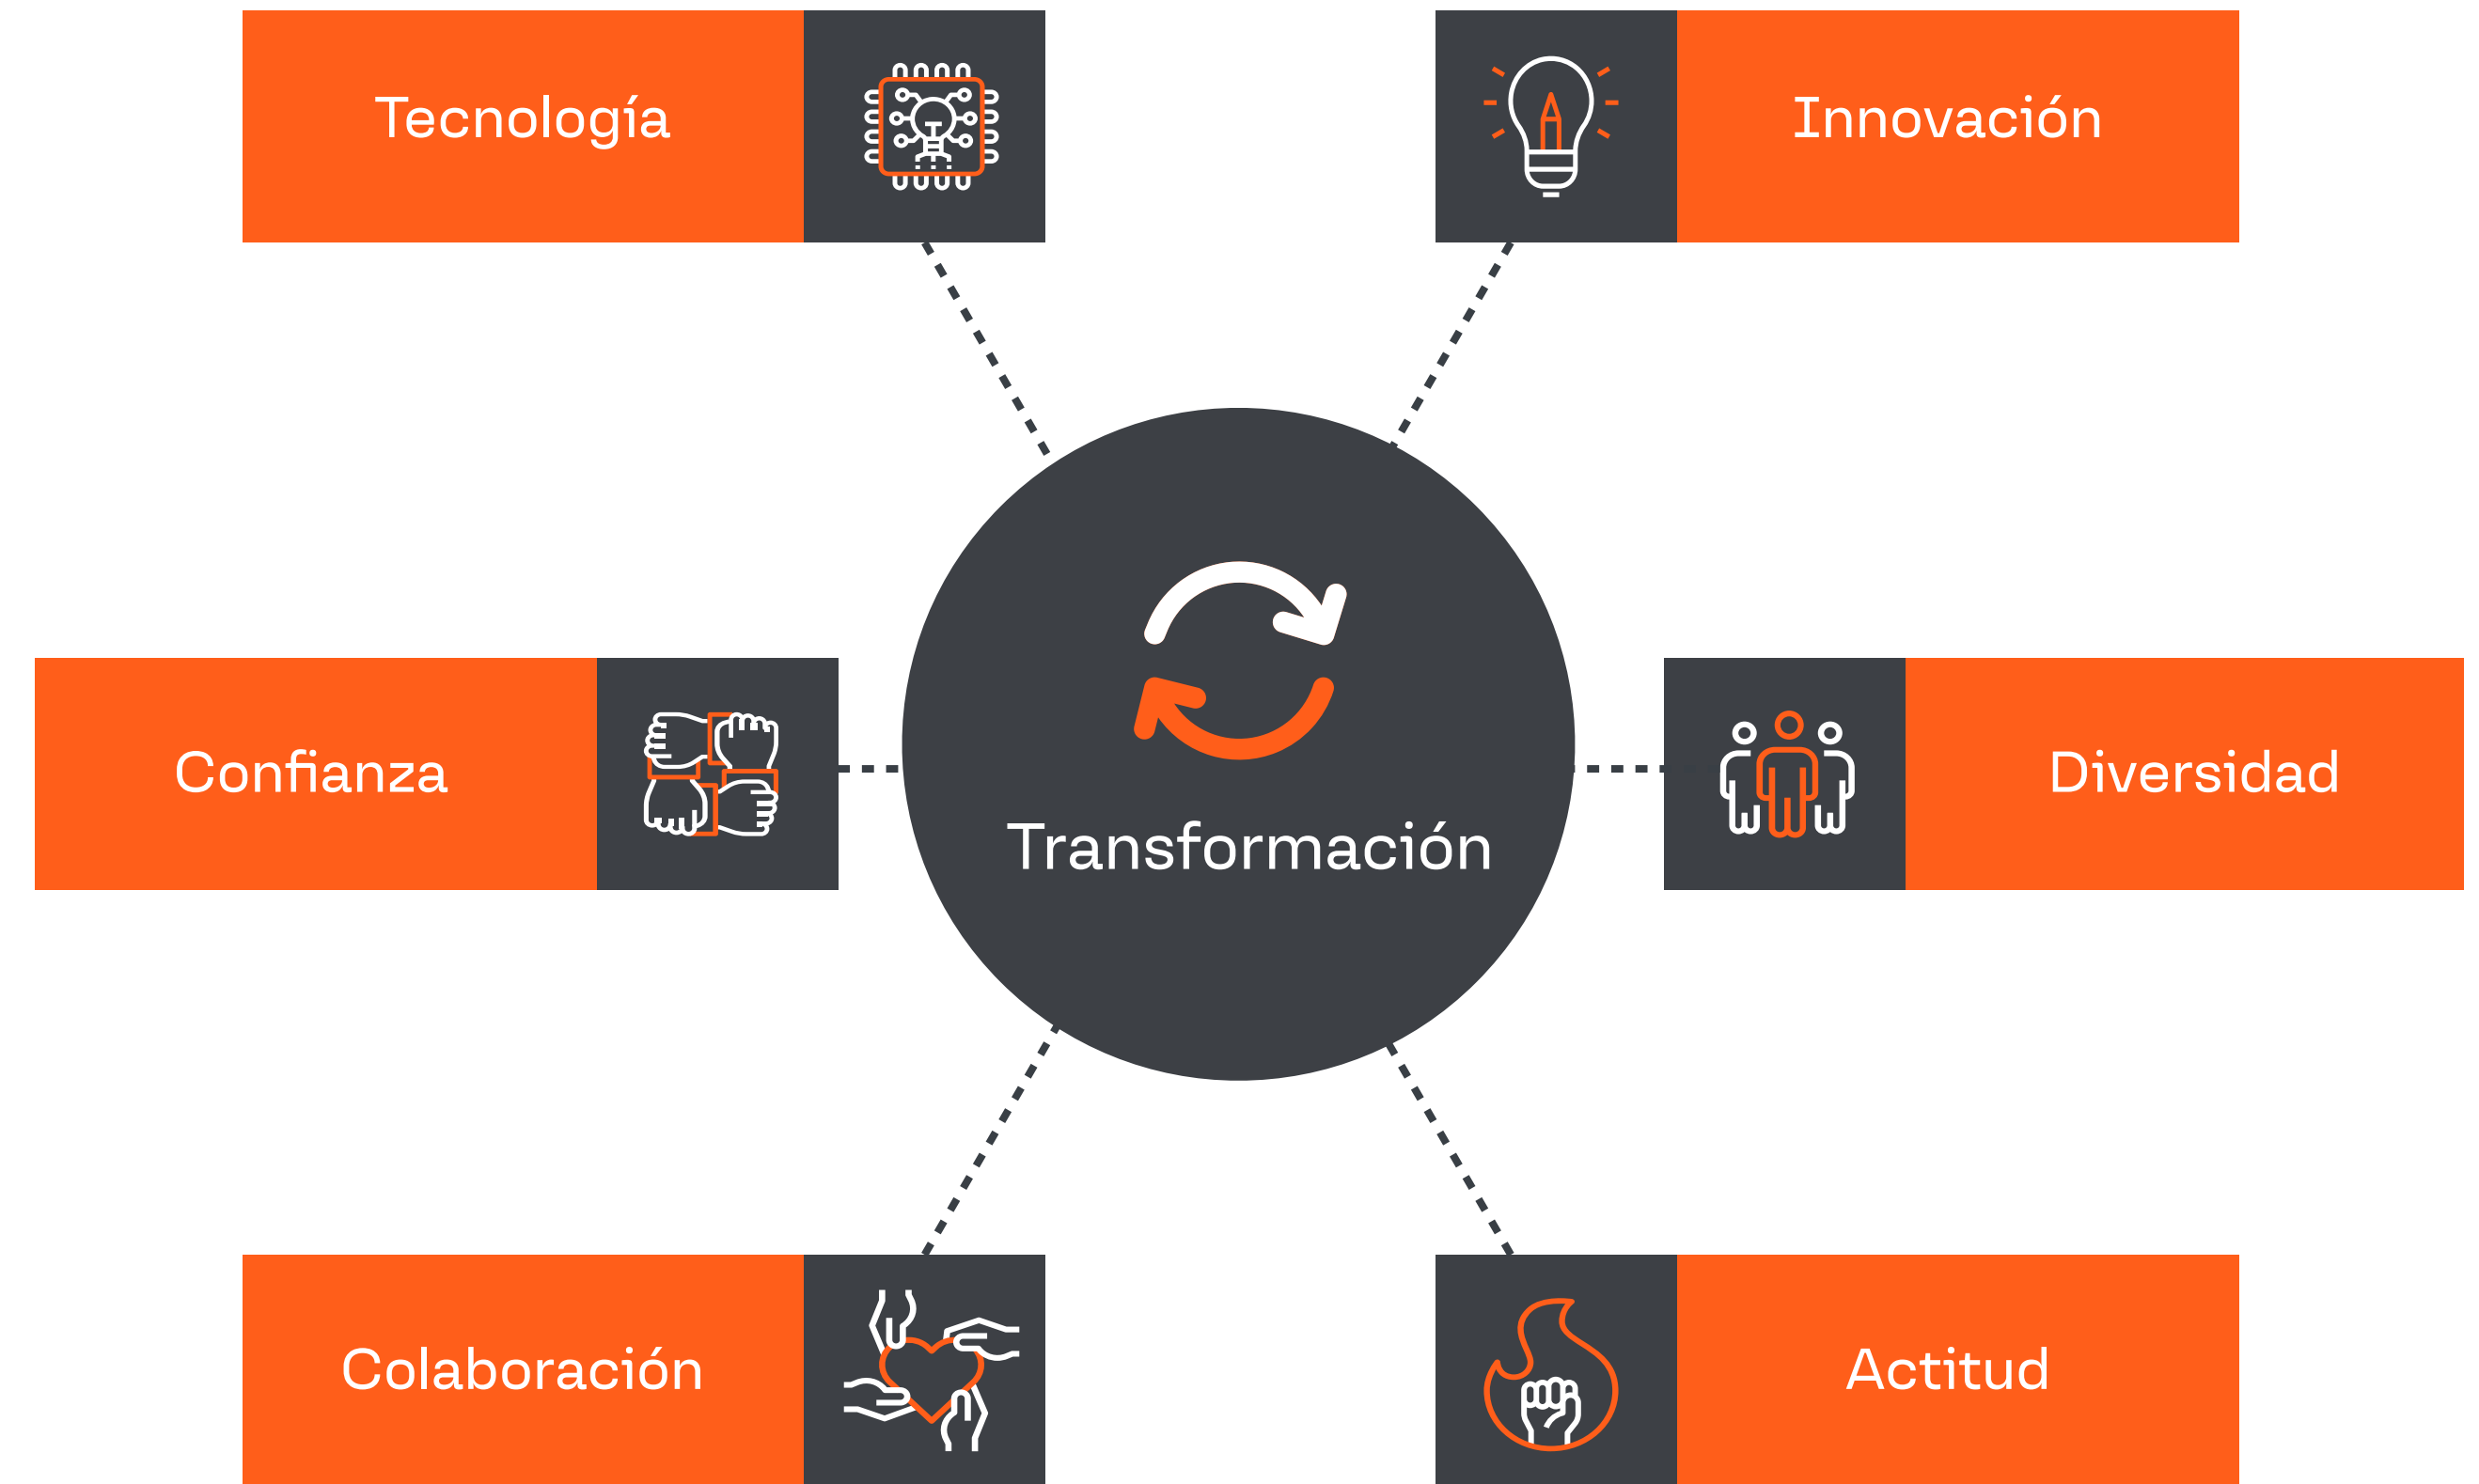 Tecnología
Innovación
Confianza
Transformación
Diversidad
Colaboración
Actitud